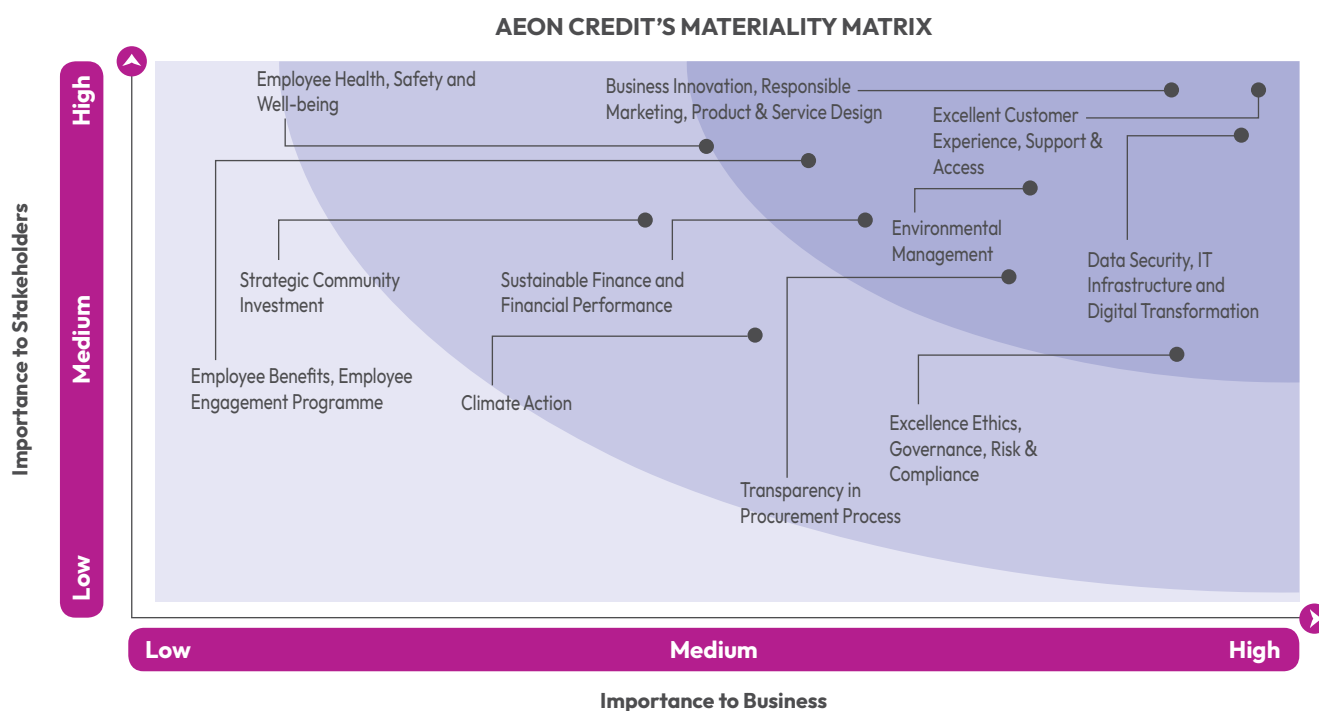 AEON CREDIT'S MATERIALITY MATRIX
Importance to Stakeholders
High
Medium
Low
Employee Health, Safety and
Well-being
Business Innovation, Responsible
Marketing, Product & Service Design
Excellent Customer
Experience, Support &
Access
Environmental
Management
Data Security, IT
Infrastructure and
Digital Transformation
Strategic Community
Investment
Sustainable Finance and
Financial Performance
Employee Benefits, Employee
Engagement Programme
Climate Action
Excellence Ethics,
Governance, Risk &
Compliance
Transparency in
Procurement Process
Low
Medium
High
Importance to Business